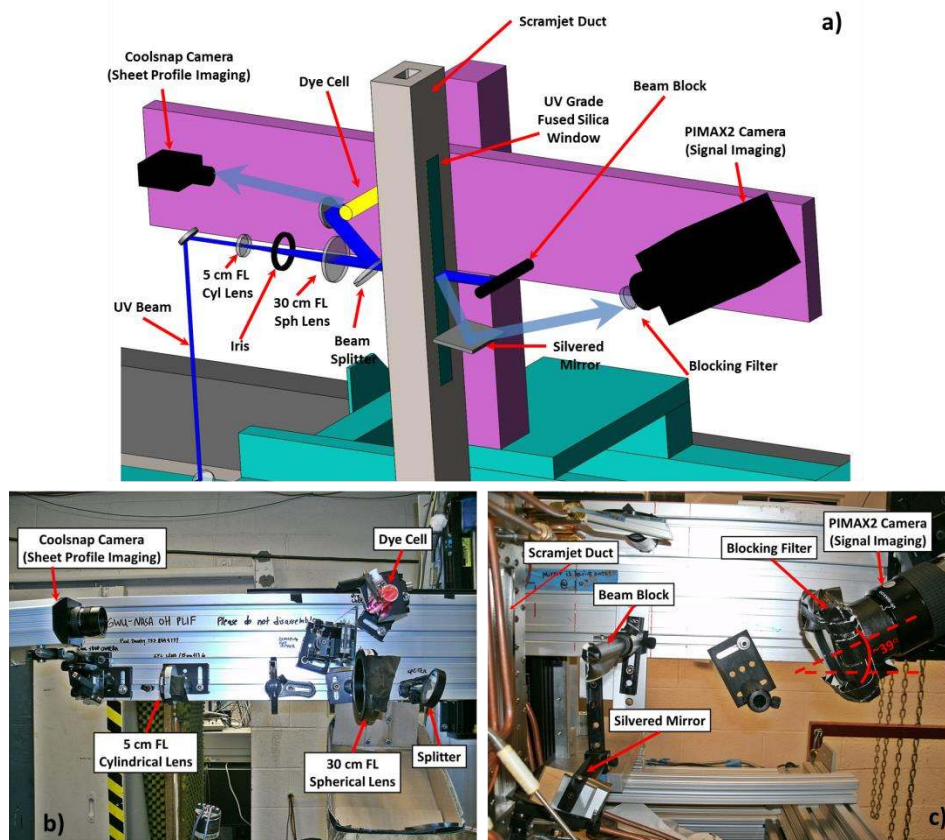 a)
Scramjet Duct
Coolsnap Camera
(Sheet Profile Imaging)
Dye Cell
Beam Block
UV Grade
Fused Silica
Window
PIMAX2 Camera
(Signal Imaging)
5 cm FL
Cyl Lens
30 cm FL
Sph Lens
UV Beam
Iris
Beam
Splitter
Silvered
Mirror
Blocking Filter
Coolsnap Camera
(Sheet Profile Imaging)
Dye Cell
GWU-NASA OH PLIF
Please do not disassemble
5 cm FL
Cylindrical Lens
30 cm FL
Spherical Lens
Splitter
b)
PIMAX2 Camera
(Signal Imaging)
Scramjet Duct
Blocking Filter
Beam Block
~39°
Silvered Mirror
c)